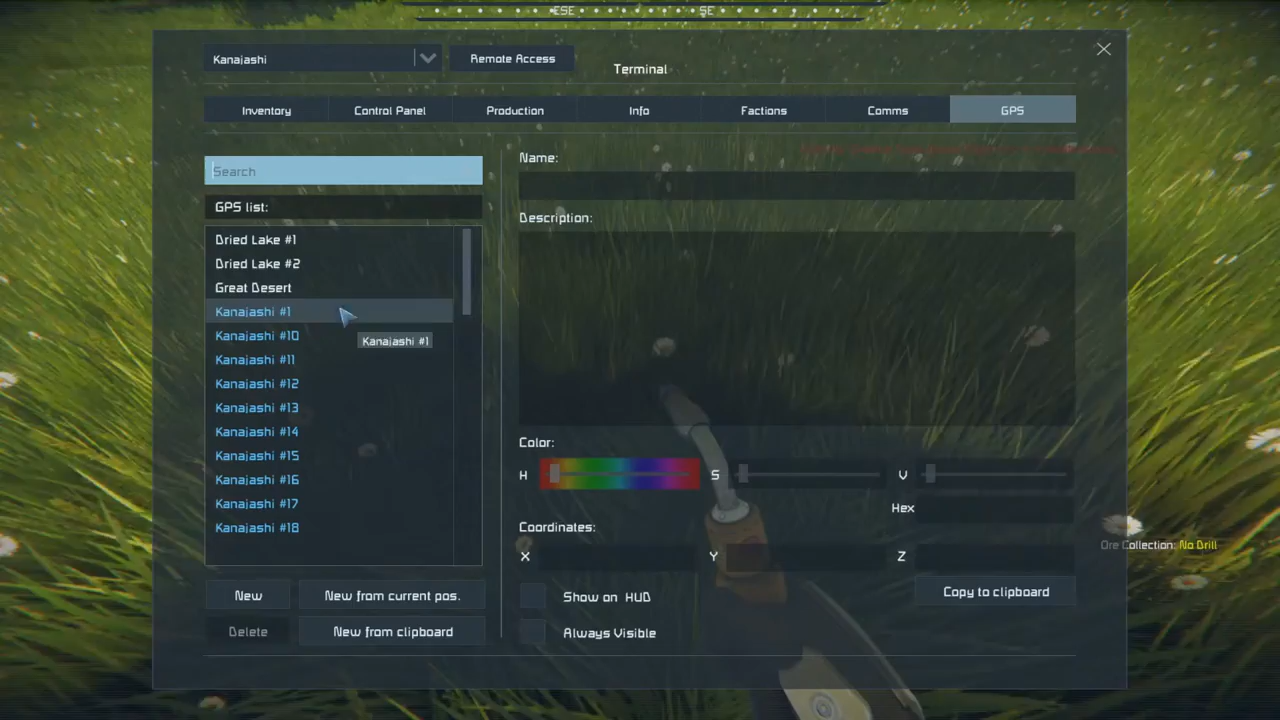 ESE SE
Kanajashi
Remote Access
Terminal
Inventory
Control Panel
Production
Info
Factions
Comms
GPS
Search
GPS list:
Dried Lake #1
Dried Lake #2
Great Desert
Kanajashi #1
Kanajashi #1
Kanajashi #10
Kanajashi #11
Kanajashi #12
Kanajashi #13
Kanajashi #14
Kanajashi #15
Kanajashi #16
Kanajashi #17
Kanajashi #18
New
New from current pos.
Delete
New from clipboard
Name:
Description:
Color:
H
S
V
Hex
Coordinates:
X
Y
Z
Show on HUD
Always Visible
Copy to clipboard
Ore Collection: No Drill